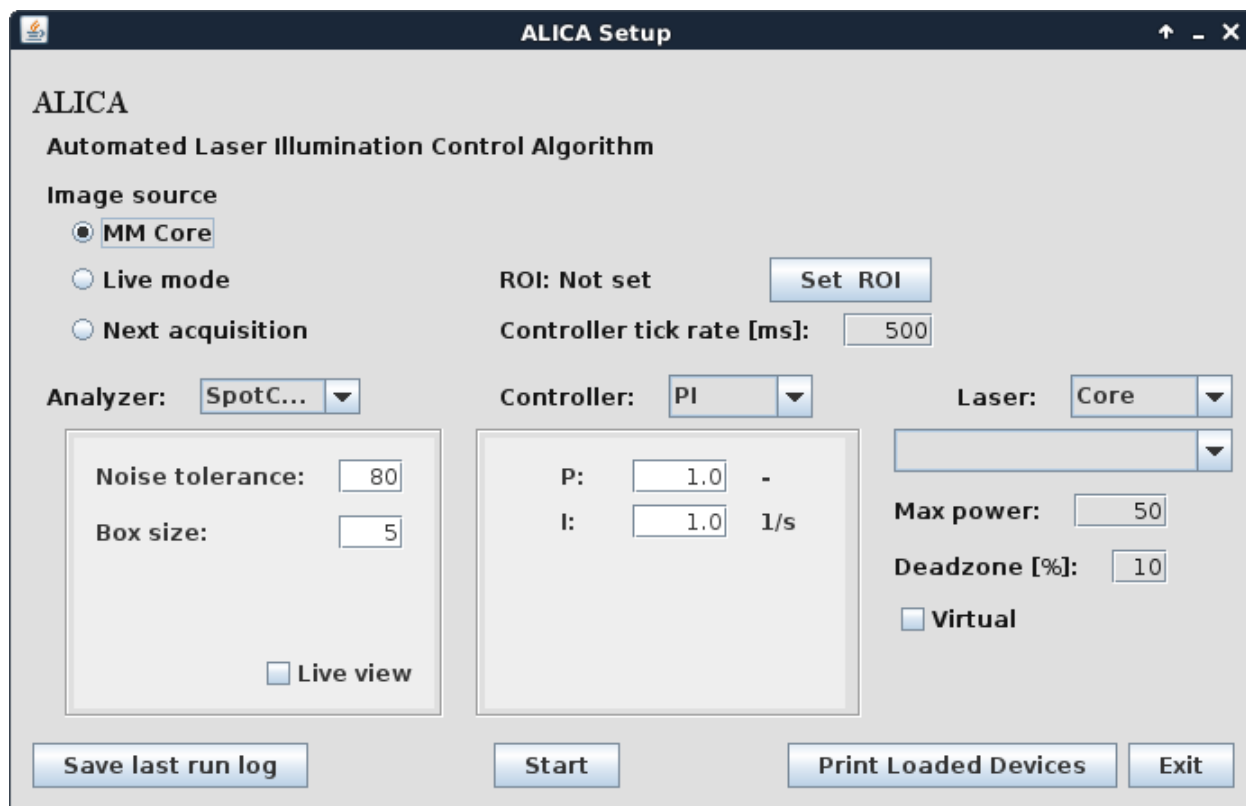 ALICA Setup
ALICA
Automated Laser Illumination Control Algorithm
Image source
MM Core
Live mode
ROI: Not set
Set ROI
Next acquisition
Controller tick rate [ms]:
500
Analyzer:
SpotC...
Controller:
PI
Laser:
Core
Noise tolerance:
80
Box size:
5
Live view
P:
1.0
-
I:
1.0
1/s
Max power:
50
Deadzone [%]:
10
Virtual
Save last run log
Start
Print Loaded Devices
Exit